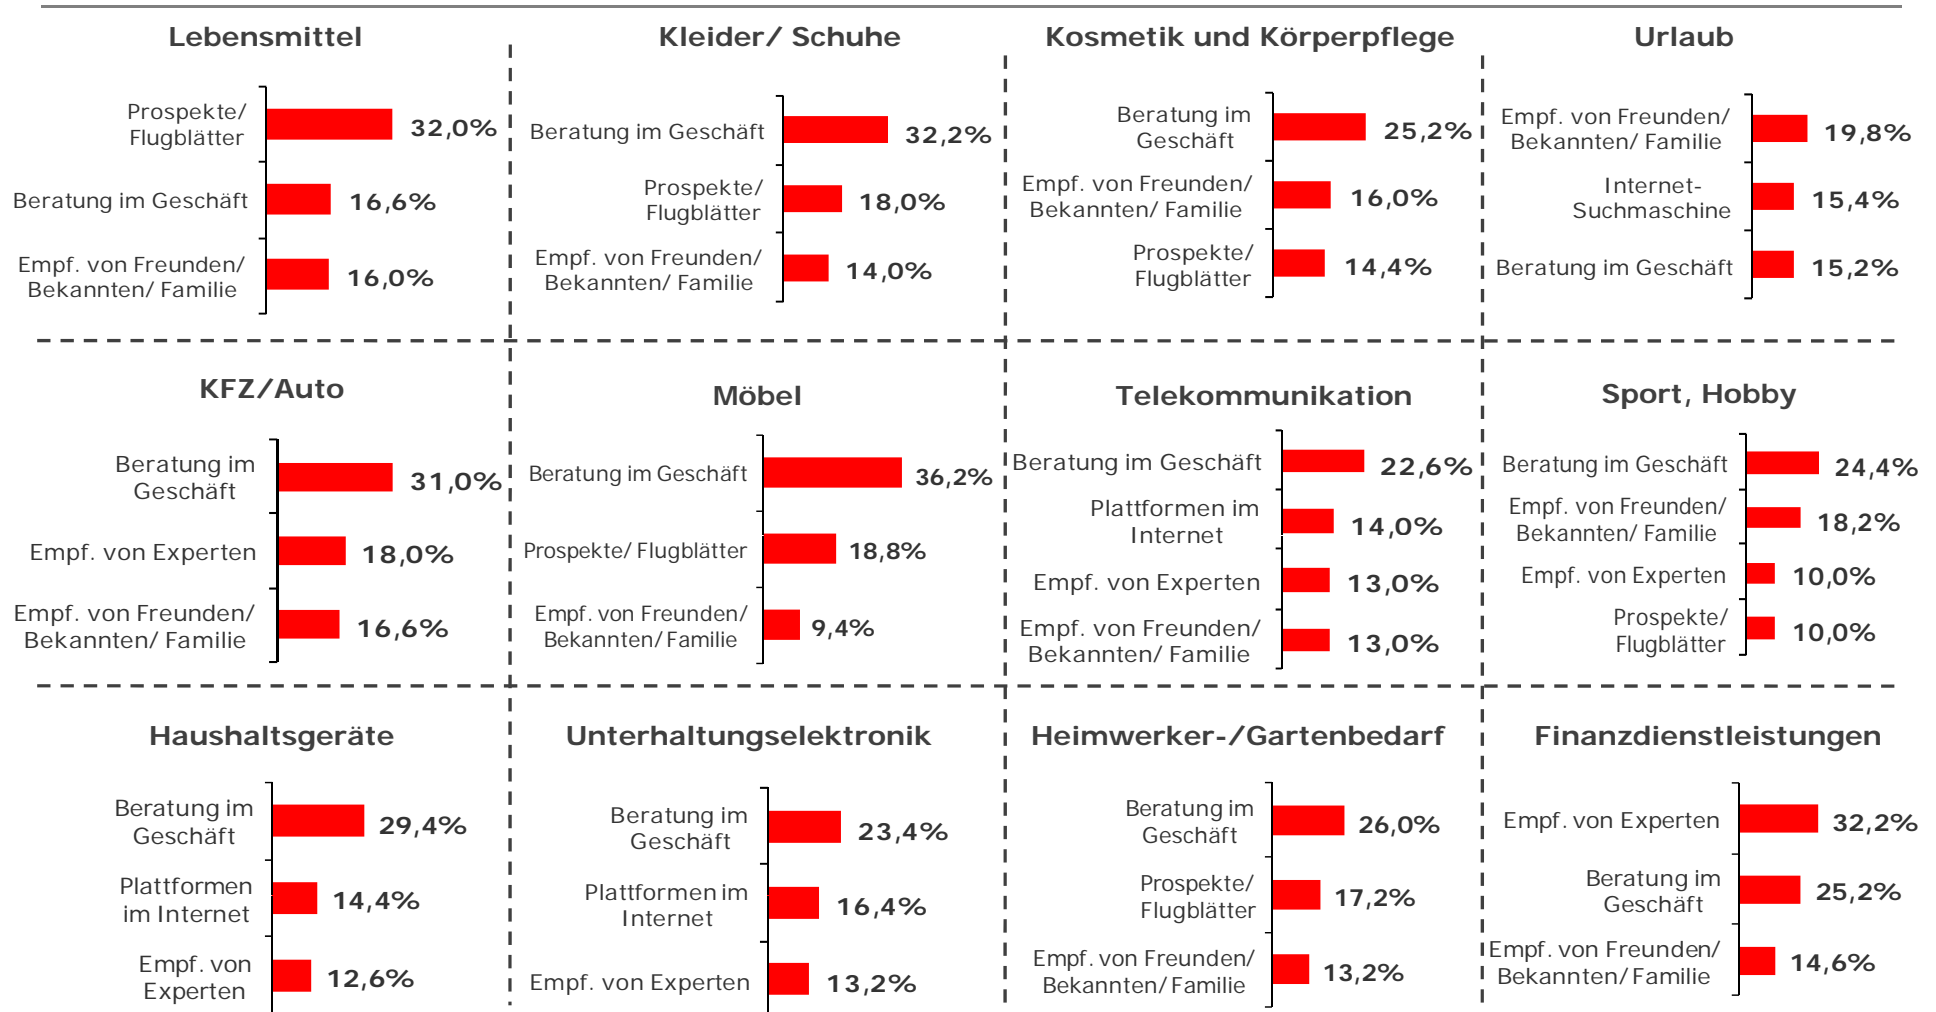 Lebensmittel
Prospekte/
Flugblätter
32,0%
Beratung im Geschäft
16,6%
Empf. von Freunden/
Bekannten/ Familie
16,0%
Kleider/ Schuhe
Beratung im Geschäft
32,2%
Prospekte/
Flugblätter
18,0%
Empf. von Freunden/
Bekannten/ Familie
14,0%
Kosmetik und Körperpflege
Beratung im
Geschäft
25,2%
Empf. von Freunden/
Bekannten/ Familie
16,0%
Prospekte/
Flugblätter
14,4%
Urlaub
Empf. von Freunden/
Bekannten/ Familie
19,8%
Internet-
Suchmaschine
15,4%
Beratung im Geschäft
15,2%
KFZ/Auto
Beratung im
Geschäft
31,0%
Empf. von Experten
18,0%
Empf. von Freunden/
Bekannten/ Familie
16,6%
Möbel
Beratung im Geschäft
36,2%
Prospekte/ Flugblätter
18,8%
Empf. von Freunden/
Bekannten/ Familie
9,4%
Telekommunikation
Beratung im Geschäft
22,6%
Plattformen im
Internet
14,0%
Empf. von Experten
13,0%
Empf. von Freunden/
Bekannten/ Familie
13,0%
Sport, Hobby
Beratung im Geschäft
24,4%
Empf. von Freunden/
Bekannten/ Familie
18,2%
Empf. von Experten
10,0%
Prospekte/
Flugblätter
10,0%
Haushaltsgeräte
Beratung im
Geschäft
29,4%
Plattformen
im Internet
14,4%
Empf. von
Experten
12,6%
Unterhaltungselektronik
Beratung im
Geschäft
23,4%
Plattformen im
Internet
16,4%
Empf. von Experten
13,2%
Heimwerker-/Gartenbedarf
Beratung im
Geschäft
26,0%
Prospekte/
Flugblätter
17,2%
Empf. von Freunden/
Bekannten/ Familie
13,2%
Finanzdienstleistungen
Empf. von Experten
32,2%
Beratung im
Geschäft
25,2%
Empf. von Freunden/
Bekannten/ Familie
14,6%